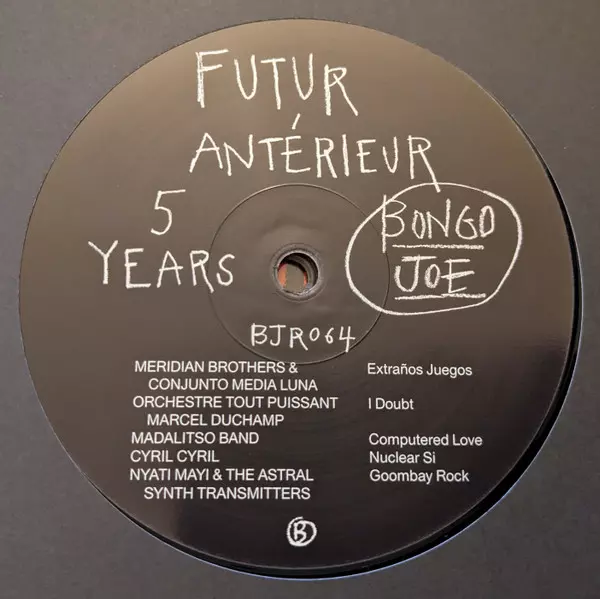 FUTUR
ANTÉRIEUR
5
YEARS
BONGO
JOE
BJR064
MERIDIAN BROTHERS & Extraños Juegos
CONJUNTO MEDIA LUNA
ORCHESTRE TOUT PUISSANT I Doubt
MARCEL DUCHAMP
MADALITSO BAND Computered Love
CYRIL CYRIL Nuclear Si
NYATI MAYI & THE ASTRAL Goombay Rock
SYNTH TRANSMITTERS
B